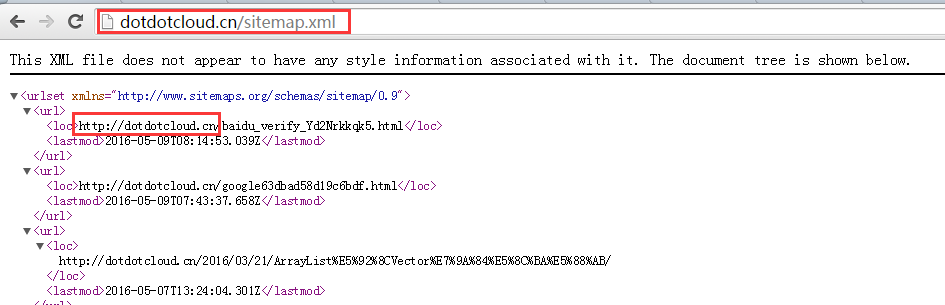 dotdotcloud.cn/sitemap.xml
This XML file does not appear to have any style information associated with it. The document tree is shown below.
▼<urlset xmlns="http://www.sitemaps.org/schemas/sitemap/0.9">
▼<url>
<loc>http://dotdotcloud.cn/baidu_verify_Yd2Nrkkqk5.html</loc>
<lastmod>2016-05-09T08:14:53.039Z</lastmod>
</url>
▼<url>
<loc>http://dotdotcloud.cn/google63dbad58d19c6bdf.html</loc>
<lastmod>2016-05-09T07:43:37.658Z</lastmod>
</url>
▼<url>
▼<loc>
http://dotdotcloud.cn/2016/03/21/ArrayList%E5%92%8CVector%E7%9A%84%E5%8C%BA%E5%88%AB/
</loc>
<lastmod>2016-05-07T13:24:04.301Z</lastmod>
</url>